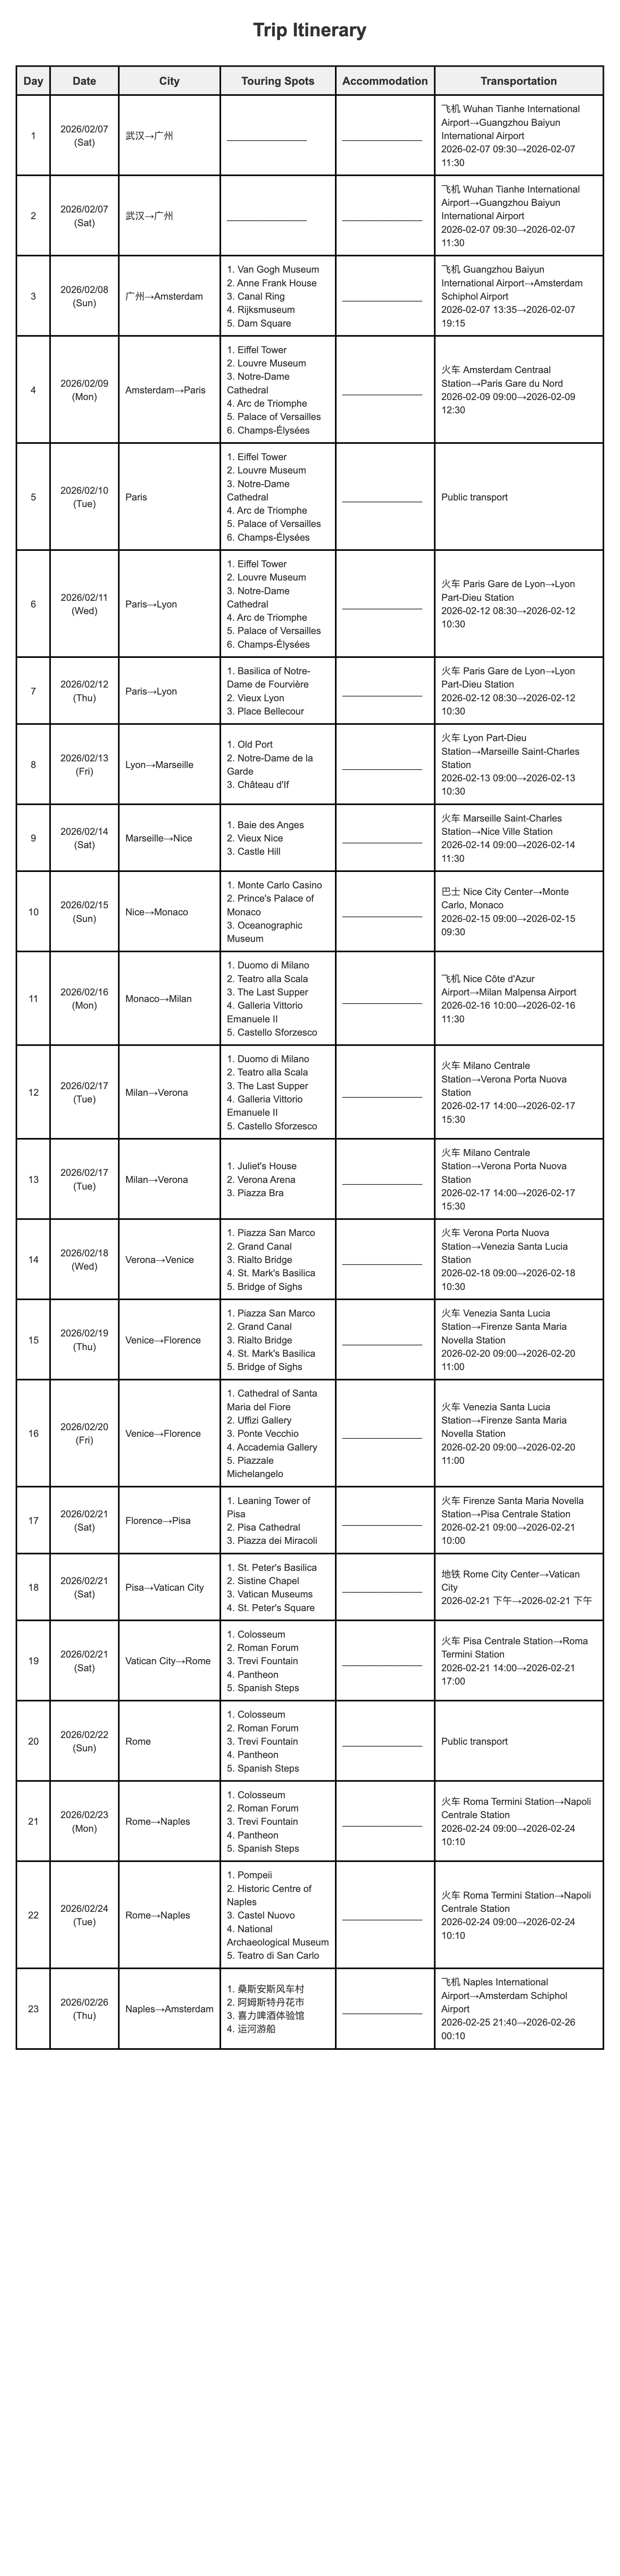 Trip Itinerary
Day Date City Touring Spots Accommodation Transportation
1
2026/02/07
(Sat)
武汉→广州
飞机 Wuhan Tianhe International
Airport→Guangzhou Baiyun
International Airport
2026-02-07 09:30→2026-02-07
11:30
2
2026/02/07
(Sat)
武汉→广州
飞机 Wuhan Tianhe International
Airport→Guangzhou Baiyun
International Airport
2026-02-07 09:30→2026-02-07
11:30
3
2026/02/08
(Sun)
广州→Amsterdam
1. Van Gogh Museum
2. Anne Frank House
3. Canal Ring
4. Rijksmuseum
5. Dam Square
飞机 Guangzhou Baiyun
International Airport→Amsterdam
Schiphol Airport
2026-02-07 13:35→2026-02-07
19:15
4
2026/02/09
(Mon)
Amsterdam→Paris
1. Eiffel Tower
2. Louvre Museum
3. Notre-Dame
Cathedral
4. Arc de Triomphe
5. Palace of Versailles
6. Champs-Élysées
火车 Amsterdam Centraal
Station→Paris Gare du Nord
2026-02-09 09:00→2026-02-09
12:30
5
2026/02/10
(Tue)
Paris
1. Eiffel Tower
2. Louvre Museum
3. Notre-Dame
Cathedral
4. Arc de Triomphe
5. Palace of Versailles
6. Champs-Élysées
Public transport
6
2026/02/11
(Wed)
Paris→Lyon
1. Eiffel Tower
2. Louvre Museum
3. Notre-Dame
Cathedral
4. Arc de Triomphe
5. Palace of Versailles
6. Champs-Élysées
火车 Paris Gare de Lyon→Lyon
Part-Dieu Station
2026-02-12 08:30→2026-02-12
10:30
7
2026/02/12
(Thu)
Paris→Lyon
1. Basilica of Notre-
Dame de Fourvière
2. Vieux Lyon
3. Place Bellecour
火车 Paris Gare de Lyon→Lyon
Part-Dieu Station
2026-02-12 08:30→2026-02-12
10:30
8
2026/02/13
(Fri)
Lyon→Marseille
1. Old Port
2. Notre-Dame de la
Garde
3. Château d'If
火车 Lyon Part-Dieu
Station→Marseille Saint-Charles
Station
2026-02-13 09:00→2026-02-13
10:30
9
2026/02/14
(Sat)
Marseille→Nice
1. Baie des Anges
2. Vieux Nice
3. Castle Hill
火车 Marseille Saint-Charles
Station→Nice Ville Station
2026-02-14 09:00→2026-02-14
11:30
10
2026/02/15
(Sun)
Nice→Monaco
1. Monte Carlo Casino
2. Prince's Palace of
Monaco
3. Oceanographic
Museum
巴士 Nice City Center→Monte
Carlo, Monaco
2026-02-15 09:00→2026-02-15
09:30
11
2026/02/16
(Mon)
Monaco→Milan
1. Duomo di Milano
2. Teatro alla Scala
3. The Last Supper
4. Galleria Vittorio
Emanuele II
5. Castello Sforzesco
飞机 Nice Côte d'Azur
Airport→Milan Malpensa Airport
2026-02-16 10:00→2026-02-16
11:30
12
2026/02/17
(Tue)
Milan→Verona
1. Duomo di Milano
2. Teatro alla Scala
3. The Last Supper
4. Galleria Vittorio
Emanuele II
5. Castello Sforzesco
火车 Milano Centrale
Station→Verona Porta Nuova
Station
2026-02-17 14:00→2026-02-17
15:30
13
2026/02/17
(Tue)
Milan→Verona
1. Juliet's House
2. Verona Arena
3. Piazza Bra
火车 Milano Centrale
Station→Verona Porta Nuova
Station
2026-02-17 14:00→2026-02-17
15:30
14
2026/02/18
(Wed)
Verona→Venice
1. Piazza San Marco
2. Grand Canal
3. Rialto Bridge
4. St. Mark's Basilica
5. Bridge of Sighs
火车 Verona Porta Nuova
Station→Venezia Santa Lucia
Station
2026-02-18 09:00→2026-02-18
10:30
15
2026/02/19
(Thu)
Venice→Florence
1. Piazza San Marco
2. Grand Canal
3. Rialto Bridge
4. St. Mark's Basilica
5. Bridge of Sighs
火车 Venezia Santa Lucia
Station→Firenze Santa Maria
Novella Station
2026-02-20 09:00→2026-02-20
11:00
16
2026/02/20
(Fri)
Venice→Florence
1. Cathedral of Santa
Maria del Fiore
2. Uffizi Gallery
3. Ponte Vecchio
4. Accademia Gallery
5. Piazzale
Michelangelo
火车 Venezia Santa Lucia
Station→Firenze Santa Maria
Novella Station
2026-02-20 09:00→2026-02-20
11:00
17
2026/02/21
(Sat)
Florence→Pisa
1. Leaning Tower of
Pisa
2. Pisa Cathedral
3. Piazza dei Miracoli
火车 Firenze Santa Maria Novella
Station→Pisa Centrale Station
2026-02-21 09:00→2026-02-21
10:00
18
2026/02/21
(Sat)
Pisa→Vatican City
1. St. Peter's Basilica
2. Sistine Chapel
3. Vatican Museums
4. St. Peter's Square
地铁 Rome City Center→Vatican
City
2026-02-21 下午→2026-02-21 下午
19
2026/02/21
(Sat)
Vatican City→Rome
1. Colosseum
2. Roman Forum
3. Trevi Fountain
4. Pantheon
5. Spanish Steps
火车 Pisa Centrale Station→Roma
Termini Station
2026-02-21 14:00→2026-02-21
17:00
20
2026/02/22
(Sun)
Rome
1. Colosseum
2. Roman Forum
3. Trevi Fountain
4. Pantheon
5. Spanish Steps
Public transport
21
2026/02/23
(Mon)
Rome→Naples
1. Colosseum
2. Roman Forum
3. Trevi Fountain
4. Pantheon
5. Spanish Steps
火车 Roma Termini Station→Napoli
Centrale Station
2026-02-24 09:00→2026-02-24
10:10
22
2026/02/24
(Tue)
Rome→Naples
1. Pompeii
2. Historic Centre of
Naples
3. Castel Nuovo
4. National
Archaeological Museum
5. Teatro di San Carlo
火车 Roma Termini Station→Napoli
Centrale Station
2026-02-24 09:00→2026-02-24
10:10
23
2026/02/26
(Thu)
Naples→Amsterdam
1. 桑斯安斯风车村
2. 阿姆斯特丹花市
3. 喜力啤酒体验馆
4. 运河游船
飞机 Naples International
Airport→Amsterdam Schiphol
Airport
2026-02-25 21:40→2026-02-26
00:10